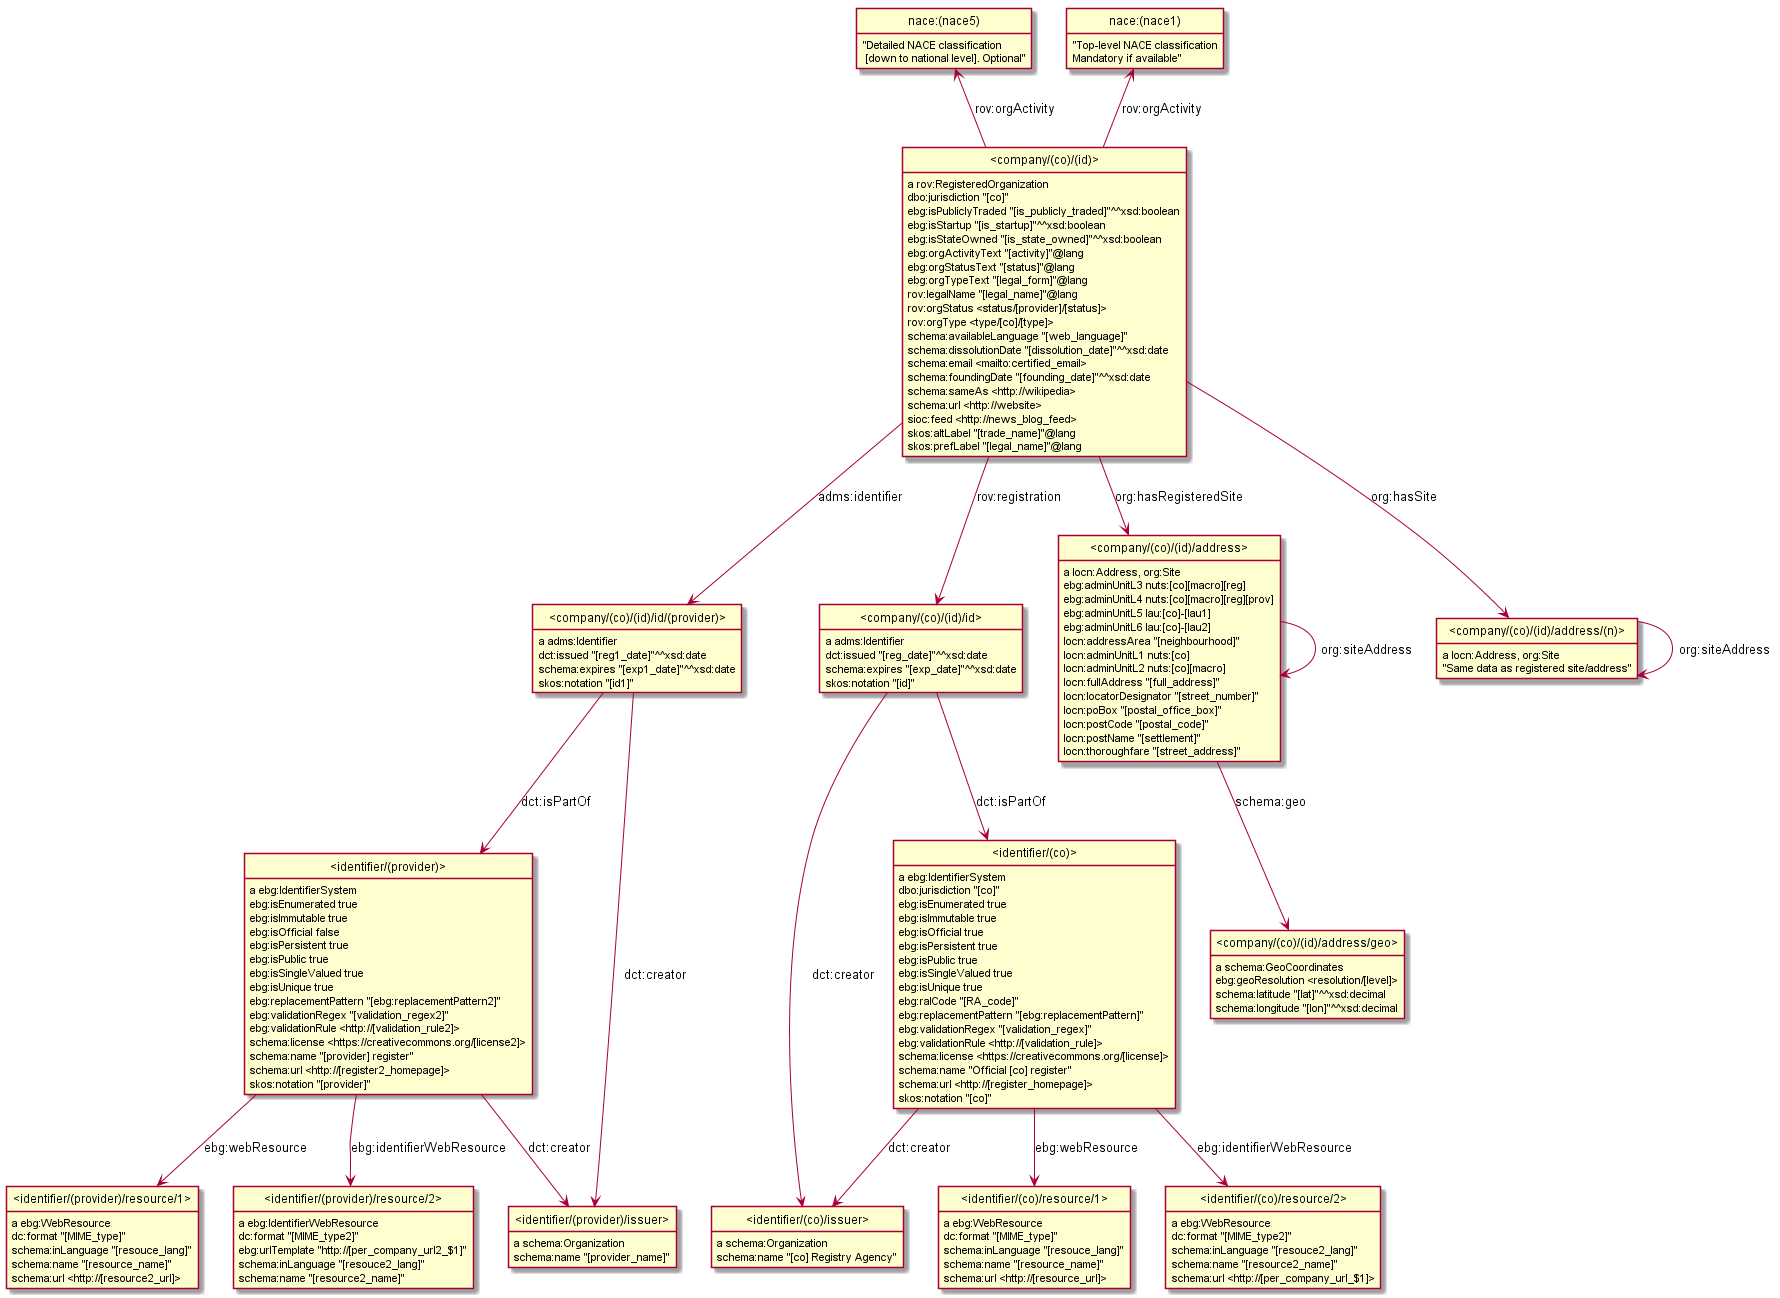 nace:(nace5)
"Detailed NACE classification
[down to national level]. Optional"
nace:(nace1)
"Top-level NACE classification
Mandatory if available"
rov:orgActivity
rov:orgActivity
<company/(co)/(id)>
a rov:RegisteredOrganization
dbo:jurisdiction "[co]"
ebg:isPubliclyTraded "[is_publicly_traded]"^^xsd:boolean
ebg:isStartup "[is_startup]"^^xsd:boolean
ebg:isStateOwned "[is_state_owned]"^^xsd:boolean
ebg:orgActivityText "[activity]"@lang
ebg:orgStatusText "[status]"@lang
ebg:orgTypeText "[legal_form]"@lang
rov:legalName "[legal_name]"@lang
rov:orgStatus <status/[provider]/[status]>
rov:orgType <type/[co]/[type]>
schema:availableLanguage "[web_language]"
schema:dissolutionDate "[dissolution_date]"^^xsd:date
schema:email <mailto:certified_email>
schema:foundingDate "[founding_date]"^^xsd:date
schema:sameAs <http://wikipedia>
schema:url <http://website>
sioc:feed <http://news_blog_feed>
skos:altLabel "[trade_name]"@lang
skos:prefLabel "[legal_name]"@lang
adms:identifier
rov:registration
org:hasRegisteredSite
org:hasSite
<company/(co)/(id)/id/(provider)>
a adms:Identifier
dct:issued "[reg1_date]"^^xsd:date
schema:expires "[exp1_date]"^^xsd:date
skos:notation "[id1]"
<company/(co)/(id)/id>
a adms:Identifier
dct:issued "[reg_date]"^^xsd:date
schema:expires "[exp_date]"^^xsd:date
skos:notation "[id]"
<company/(co)/(id)/address>
a locn:Address, org:Site
ebg:adminUnitL3 nuts:[co][macro][reg]
ebg:adminUnitL4 nuts:[co][macro][reg][prov]
ebg:adminUnitL5 lau:[co]-[lau1]
ebg:adminUnitL6 lau:[co]-[lau2]
locn:addressArea "[neighbourhood]"
locn:adminUnitL1 nuts:[co]
locn:adminUnitL2 nuts:[co][macro]
locn:fullAddress "[full_address]"
locn:locatorDesignator "[street_number]"
locn:poBox "[postal_office_box]"
locn:postCode "[postal_code]"
locn:postName "[settlement]"
locn:thoroughfare "[street_address]"
org:siteAddress
<company/(co)/(id)/address/(n)>
a locn:Address, org:Site
"Same data as registered site/address"
org:siteAddress
dct:isPartOf
dct:creator
dct:creator
dct:isPartOf
schema:geo
<identifier/(provider)>
a ebg:IdentifierSystem
ebg:isEnumerated true
ebg:isImmutable true
ebg:isOfficial false
ebg:isPersistent true
ebg:isPublic true
ebg:isSingleValued true
ebg:isUnique true
ebg:replacementPattern "[ebg:replacementPattern2]"
ebg:validationRegex "[validation_regex2]"
ebg:validationRule <http://[validation_rule2]>
schema:license <https://creativecommons.org/[license2]>
schema:name "[provider] register"
schema:url <http://[register2_homepage]>
skos:notation "[provider]"
<identifier/(co)>
a ebg:IdentifierSystem
dbo:jurisdiction "[co]"
ebg:isEnumerated true
ebg:isImmutable true
ebg:isOfficial true
ebg:isPersistent true
ebg:isPublic true
ebg:isSingleValued true
ebg:isUnique true
ebg:ralCode "[RA_code]"
ebg:replacementPattern "[ebg:replacementPattern]"
ebg:validationRegex "[validation_regex]"
ebg:validationRule <http://[validation_rule]>
schema:license <https://creativecommons.org/[license]>
schema:name "Official [co] register"
schema:url <http://[register_homepage]>
skos:notation "[co]"
<company/(co)/(id)/address/geo>
a schema:GeoCoordinates
ebg:geoResolution <resolution/[level]>
schema:latitude "[lat]"^^xsd:decimal
schema:longitude "[lon]"^^xsd:decimal
ebg:webResource
ebg:identifierWebResource
dct:creator
dct:creator
ebg:webResource
ebg:identifierWebResource
<identifier/(provider)/resource/1>
a ebg:WebResource
dc:format "[MIME_type]"
schema:inLanguage "[resouce_lang]"
schema:name "[resource_name]"
schema:url <http://[resource2_url]>
<identifier/(provider)/resource/2>
a ebg:IdentifierWebResource
dc:format "[MIME_type2]"
ebg:urlTemplate "http://[per_company_url2_$1]"
schema:inLanguage "[resouce2_lang]"
schema:name "[resource2_name]"
<identifier/(provider)/issuer>
a schema:Organization
schema:name "[provider_name]"
<identifier/(co)/issuer>
a schema:Organization
schema:name "[co] Registry Agency"
<identifier/(co)/resource/1>
a ebg:WebResource
dc:format "[MIME_type]"
schema:inLanguage "[resouce_lang]"
schema:name "[resource_name]"
schema:url <http://[resource_url]>
<identifier/(co)/resource/2>
a ebg:WebResource
dc:format "[MIME_type2]"
schema:inLanguage "[resouce2_lang]"
schema:name "[resource2_name]"
schema:url <http://[per_company_url_$1]>